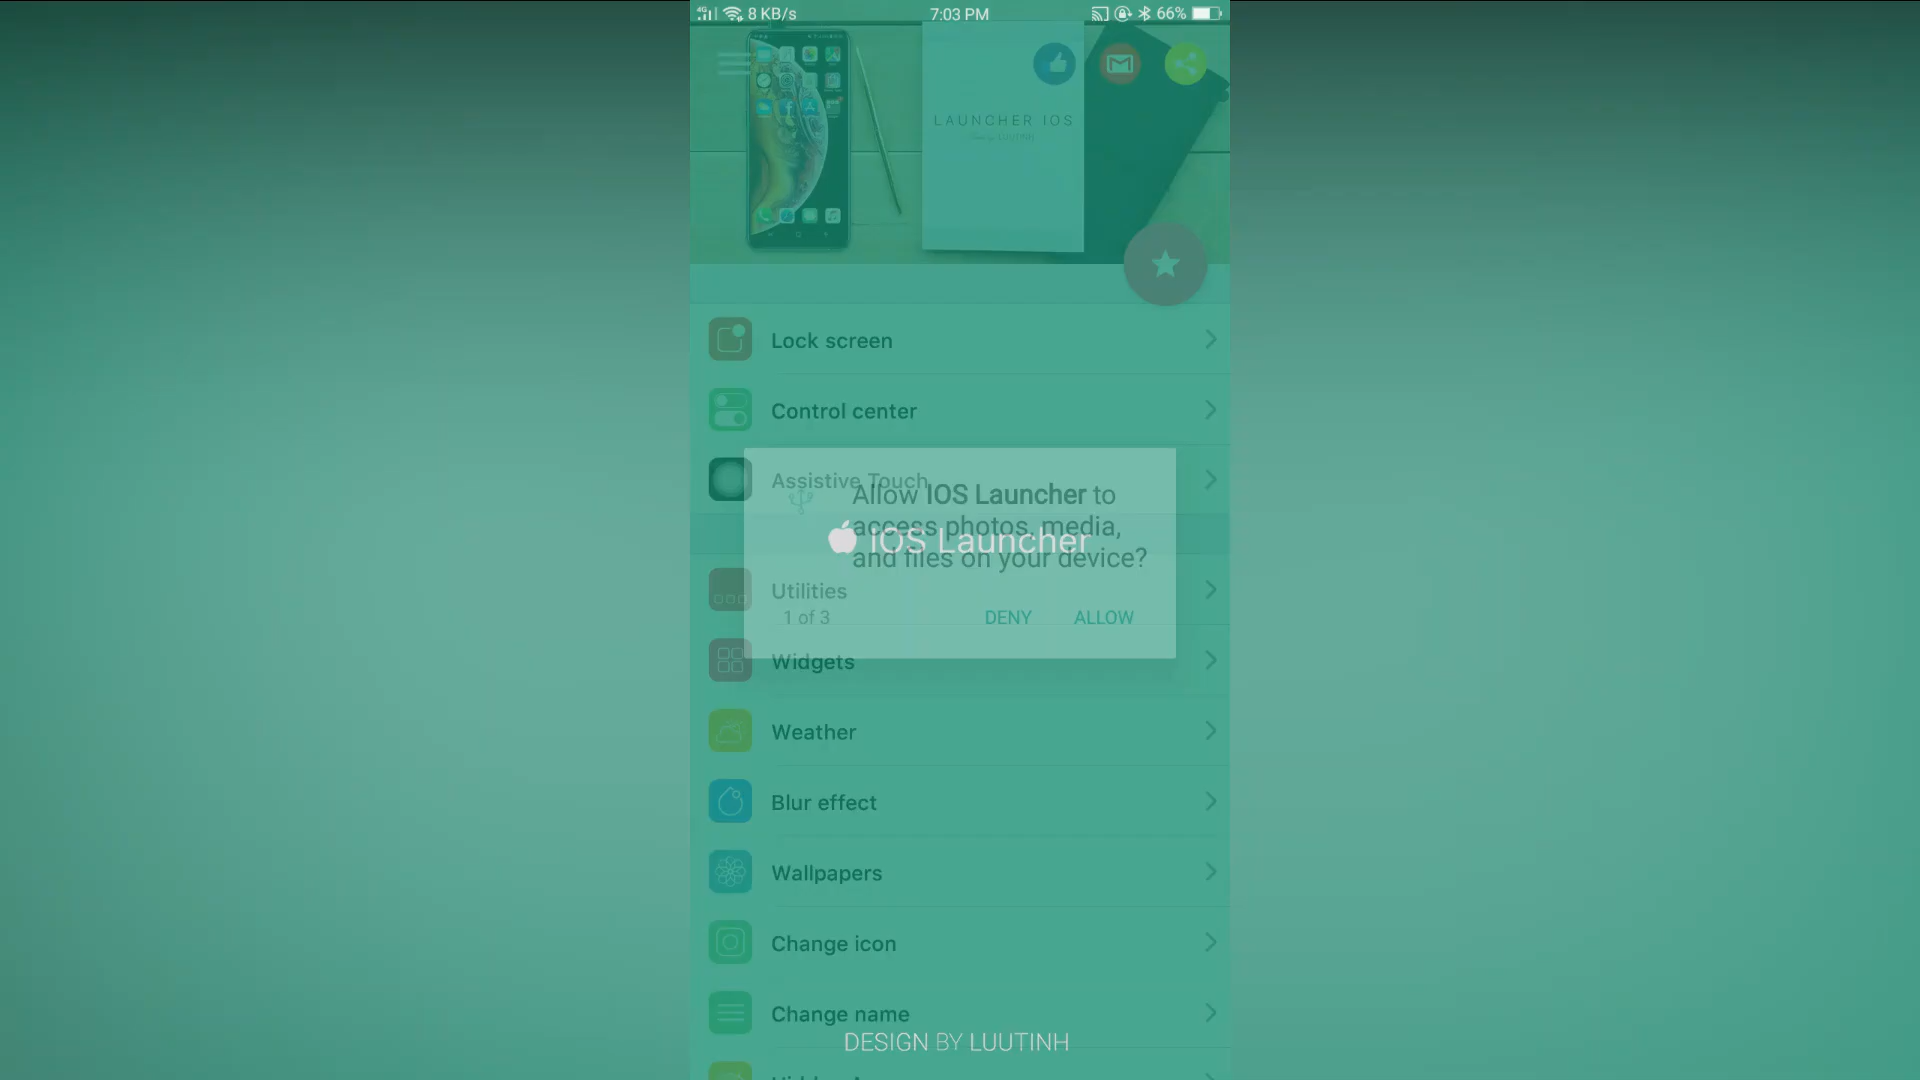 4G 8 KB/s 7:03 PM 66%
LAUNCHER IOS
LUUTINH
Lock screen
Control center
Assistive Touch
Allow IOS Launcher to
access photos, media,
iOS Launcher
and files on your device?
Utilities
1 of 3 DENY ALLOW
Widgets
Weather
Blur effect
Wallpapers
Change icon
Change name
DESIGN BY LUUTINH